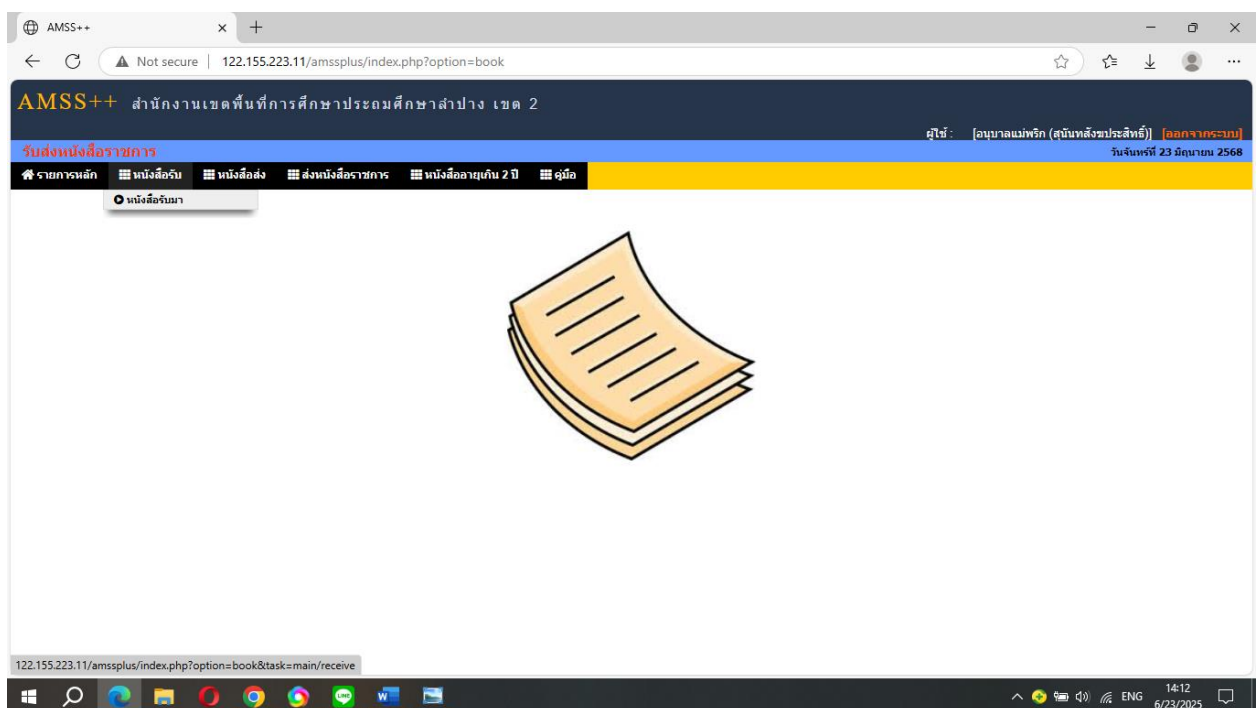 AMSS++
Not secure | 122.155.223.11/amssplus/index.php?option=book
AMSS++ สำนักงานเขตพื้นที่การศึกษาประถมศึกษาลำปาง เขต 2
ผู้ใช้ : [อนุบาลแม่พริก (สุนันทสังฆประสิทธิ์)] [ออกจากระบบ]
รับส่งหนังสือราชการ วันจันทร์ที่ 23 มิถุนายน 2568
รายการหลัก หนังสือรับ หนังสือส่ง ส่งหนังสือราชการ หนังสืออายุเกิน 2 ปี คู่มือ
หนังสือรับมา
122.155.223.11/amssplus/index.php?option=book&task=main/receive
LINE W ENG 14:12
6/23/2025